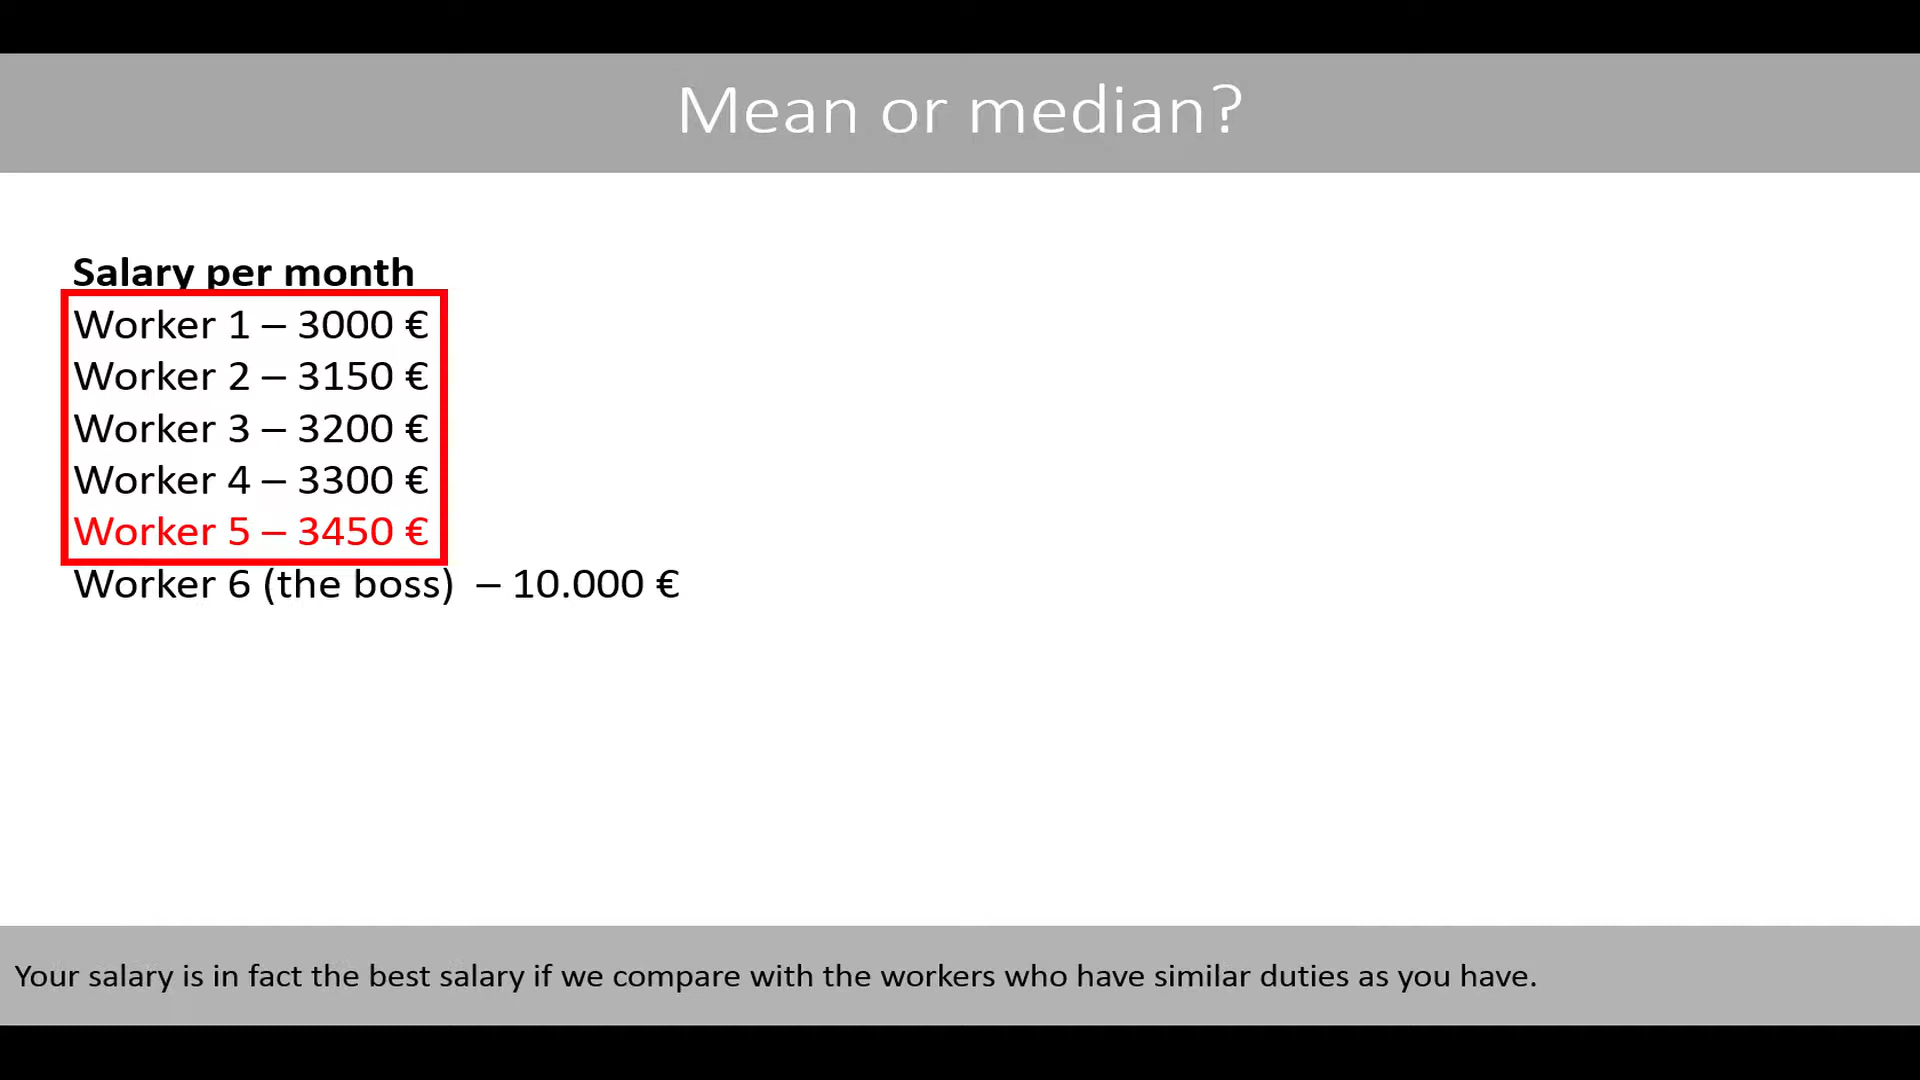 Mean or median?
Salary per month
Worker 1 – 3000 €
Worker 2 – 3150 €
Worker 3 – 3200 €
Worker 4 – 3300 €
Worker 5 – 3450 €
Worker 6 (the boss)  – 10.000 €
Your salary is in fact the best salary if we compare with the workers who have similar duties as you have.